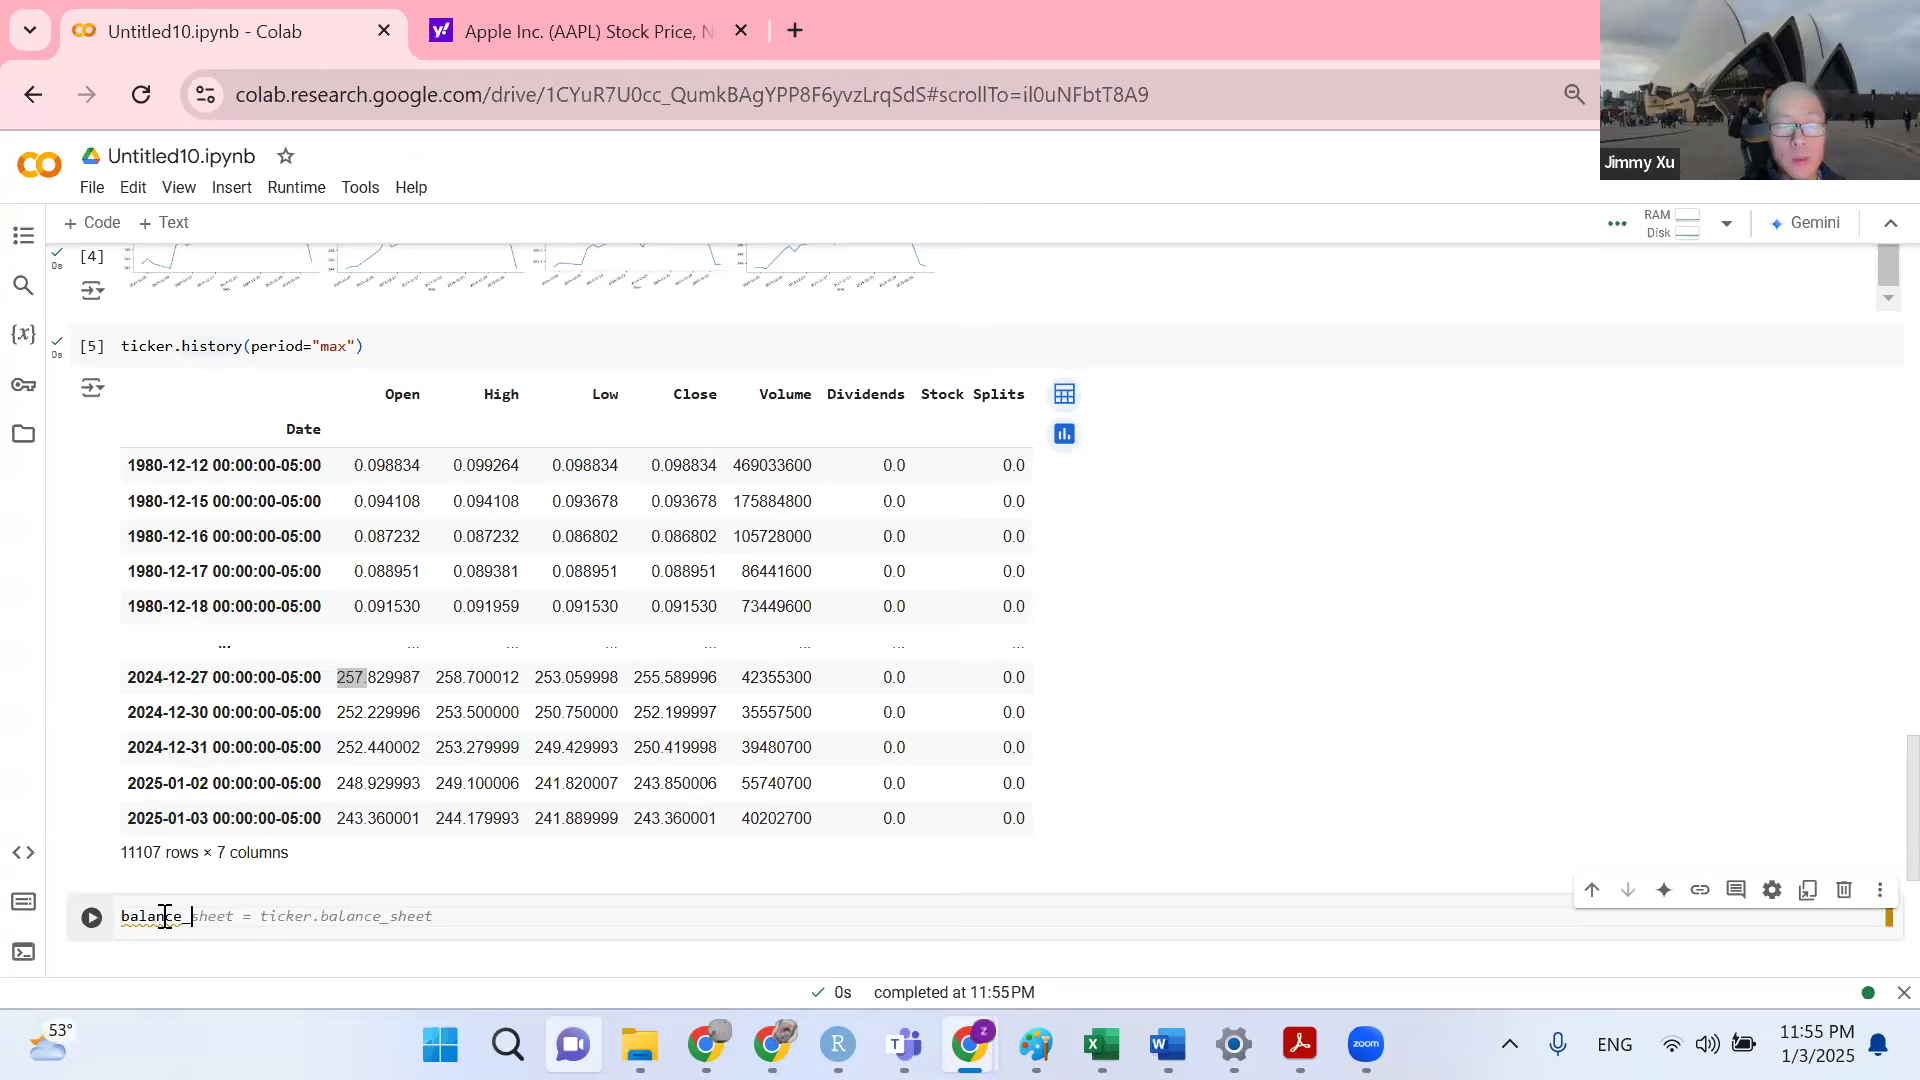 Untitled10.ipynb - Colab
Apple Inc. (AAPL) Stock Price, N
colab.research.google.com/drive/1CYuR7U0cc_QumkBAgYPP8F6yvzLrqSdS#scrollTo=il0uNFbtT8A9
Jimmy Xu
Untitled10.ipynb
File Edit View Insert Runtime Tools Help
+ Code + Text
RAM
Disk
Gemini
0s
[4]
0s
[5] ticker.history(period="max")
Open High Low Close Volume Dividends Stock Splits
Date
1980-12-12 00:00:00-05:00 0.098834 0.099264 0.098834 0.098834 469033600 0.0 0.0
1980-12-15 00:00:00-05:00 0.094108 0.094108 0.093678 0.093678 175884800 0.0 0.0
1980-12-16 00:00:00-05:00 0.087232 0.087232 0.086802 0.086802 105728000 0.0 0.0
1980-12-17 00:00:00-05:00 0.088951 0.089381 0.088951 0.088951 86441600 0.0 0.0
1980-12-18 00:00:00-05:00 0.091530 0.091959 0.091530 0.091530 73449600 0.0 0.0
... ... ... ... ... ... ... ...
2024-12-27 00:00:00-05:00 257.829987 258.700012 253.059998 255.589996 42355300 0.0 0.0
2024-12-30 00:00:00-05:00 252.229996 253.500000 250.750000 252.199997 35557500 0.0 0.0
2024-12-31 00:00:00-05:00 252.440002 253.279999 249.429993 250.419998 39480700 0.0 0.0
2025-01-02 00:00:00-05:00 248.929993 249.100006 241.820007 243.850006 55740700 0.0 0.0
2025-01-03 00:00:00-05:00 243.360001 244.179993 241.889999 243.360001 40202700 0.0 0.0
11107 rows × 7 columns
balance_sheet = ticker.balance_sheet
0s completed at 11:55 PM
53°
zoom
ENG
11:55 PM
1/3/2025